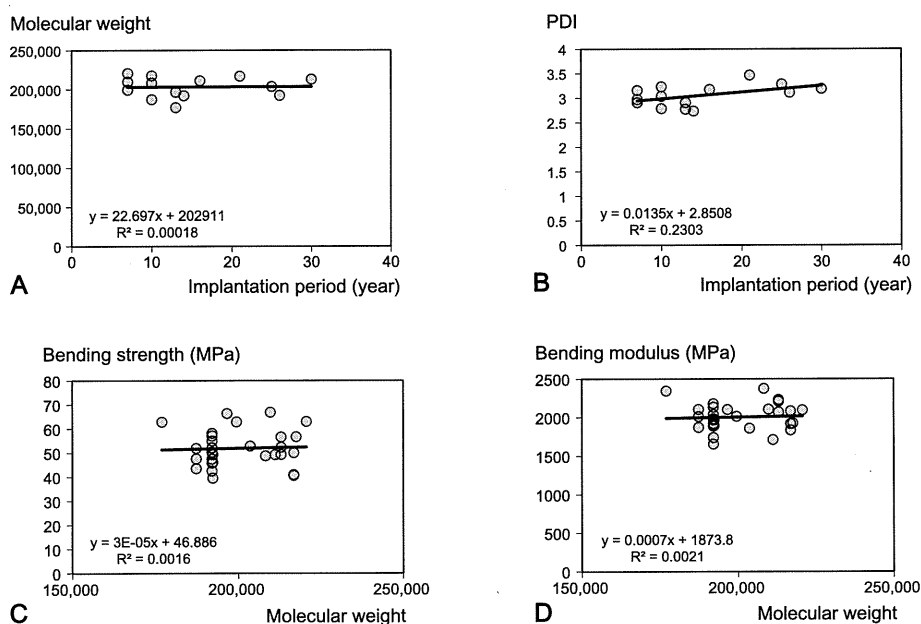 Molecular weight
250,000
200,000
150,000
100,000
50,000
0
y = 22.697x + 202911
R² = 0.00018
0 10 20 30 40
A Implantation period (year)
PDI
4
3.5
3
2.5
2
1.5
1
0.5
0
y = 0.0135x + 2.8508
R² = 0.2303
0 10 20 30 40
B Implantation period (year)
Bending strength (MPa)
80
70
60
50
40
30
20
10
0
y = 3E-05x + 46.886
R² = 0.0016
150,000 200,000 250,000
C Molecular weight
Bending modulus (MPa)
2500
2000
1500
1000
500
0
y = 0.0007x + 1873.8
R² = 0.0021
150,000 200,000 250,000
D Molecular weight